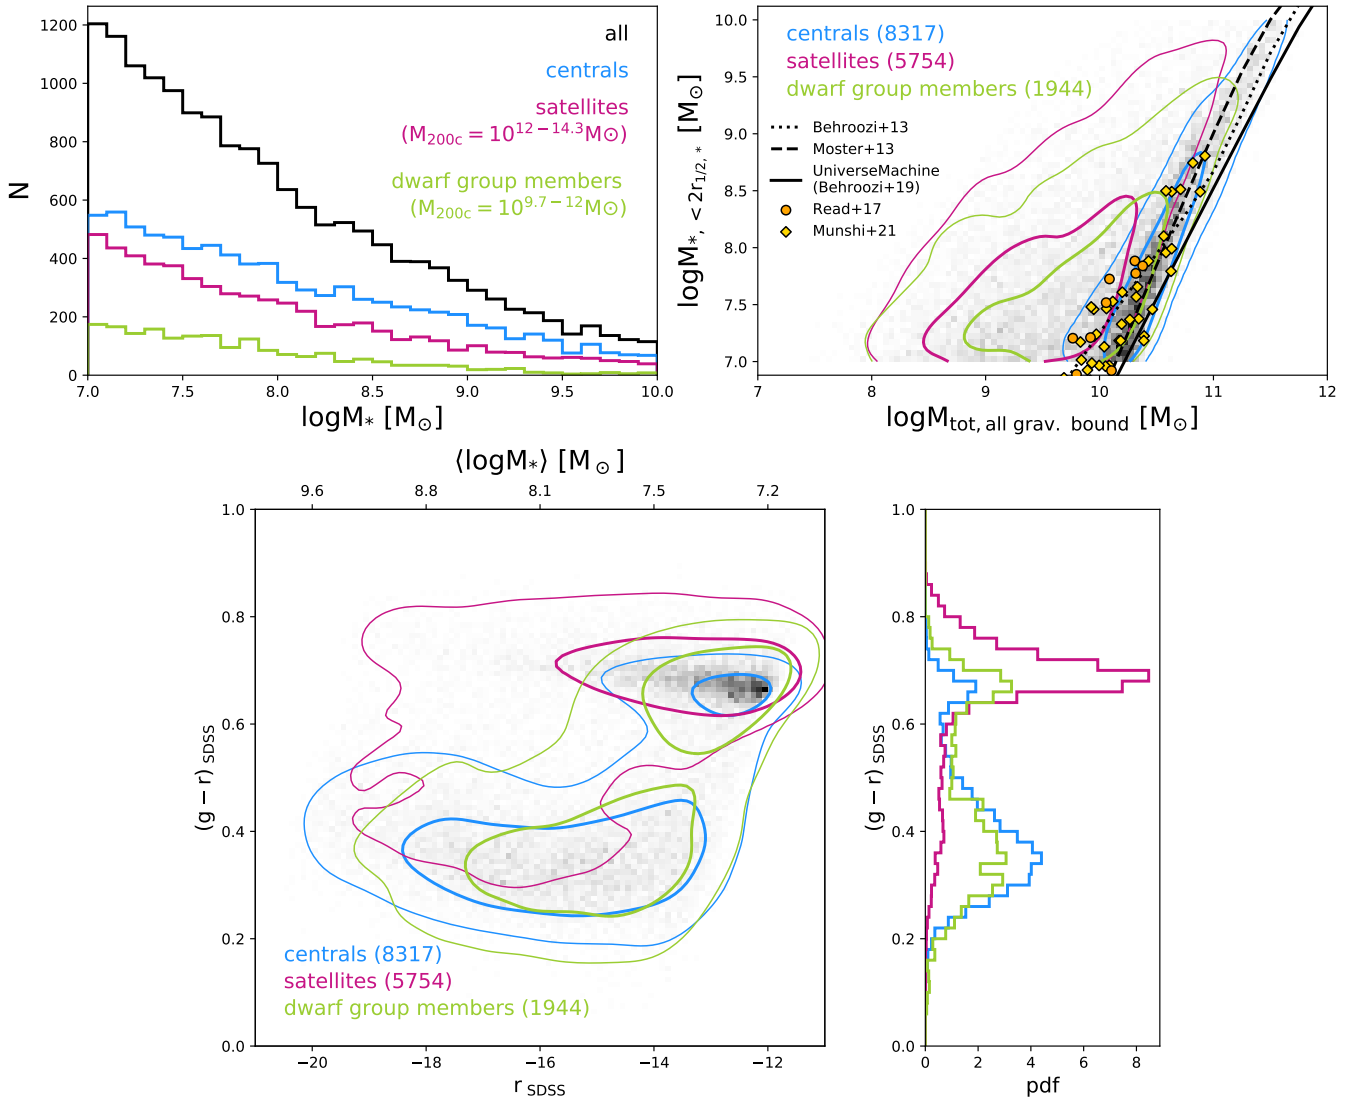 1200
1000
800
600
400
200
0
N
all
centrals
satellites
(M200c = 10^12−14.3 M⊙)
dwarf group members
(M200c = 10^9.7−12 M⊙)
7.0 7.5 8.0 8.5 9.0 9.5 10.0
logM* [M⊙]
10.0
9.5
9.0
8.5
8.0
7.5
7.0
logM*, < 2r1/2, * [M⊙]
centrals (8317)
satellites (5754)
dwarf group members (1944)
Behroozi+13
Moster+13
UniverseMachine
(Behroozi+19)
Read+17
Munshi+21
7 8 9 10 11 12
logMtot, all grav. bound [M⊙]
⟨logM*⟩ [M⊙]
9.6 8.8 8.1 7.5 7.2
1.0
0.8
0.6
0.4
0.2
0.0
(g − r) SDSS
centrals (8317)
satellites (5754)
dwarf group members (1944)
−20 −18 −16 −14 −12
r SDSS
1.0
0.8
0.6
0.4
0.2
0.0
(g − r) SDSS
0 2 4 6 8
pdf